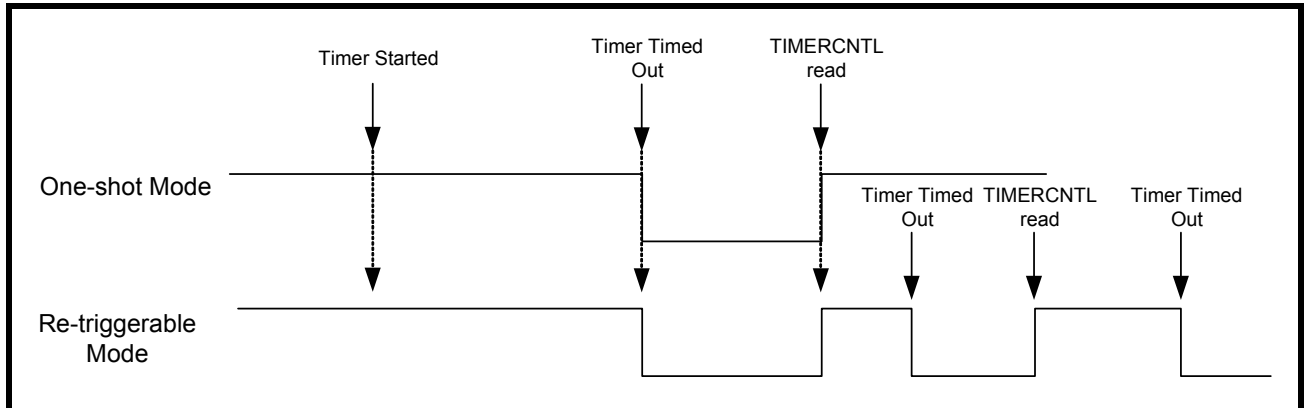 Timer Started
Timer Timed
Out
TIMERCNTL
read
One-shot Mode
Timer Timed
Out
TIMERCNTL
read
Timer Timed
Out
Re-triggerable
Mode